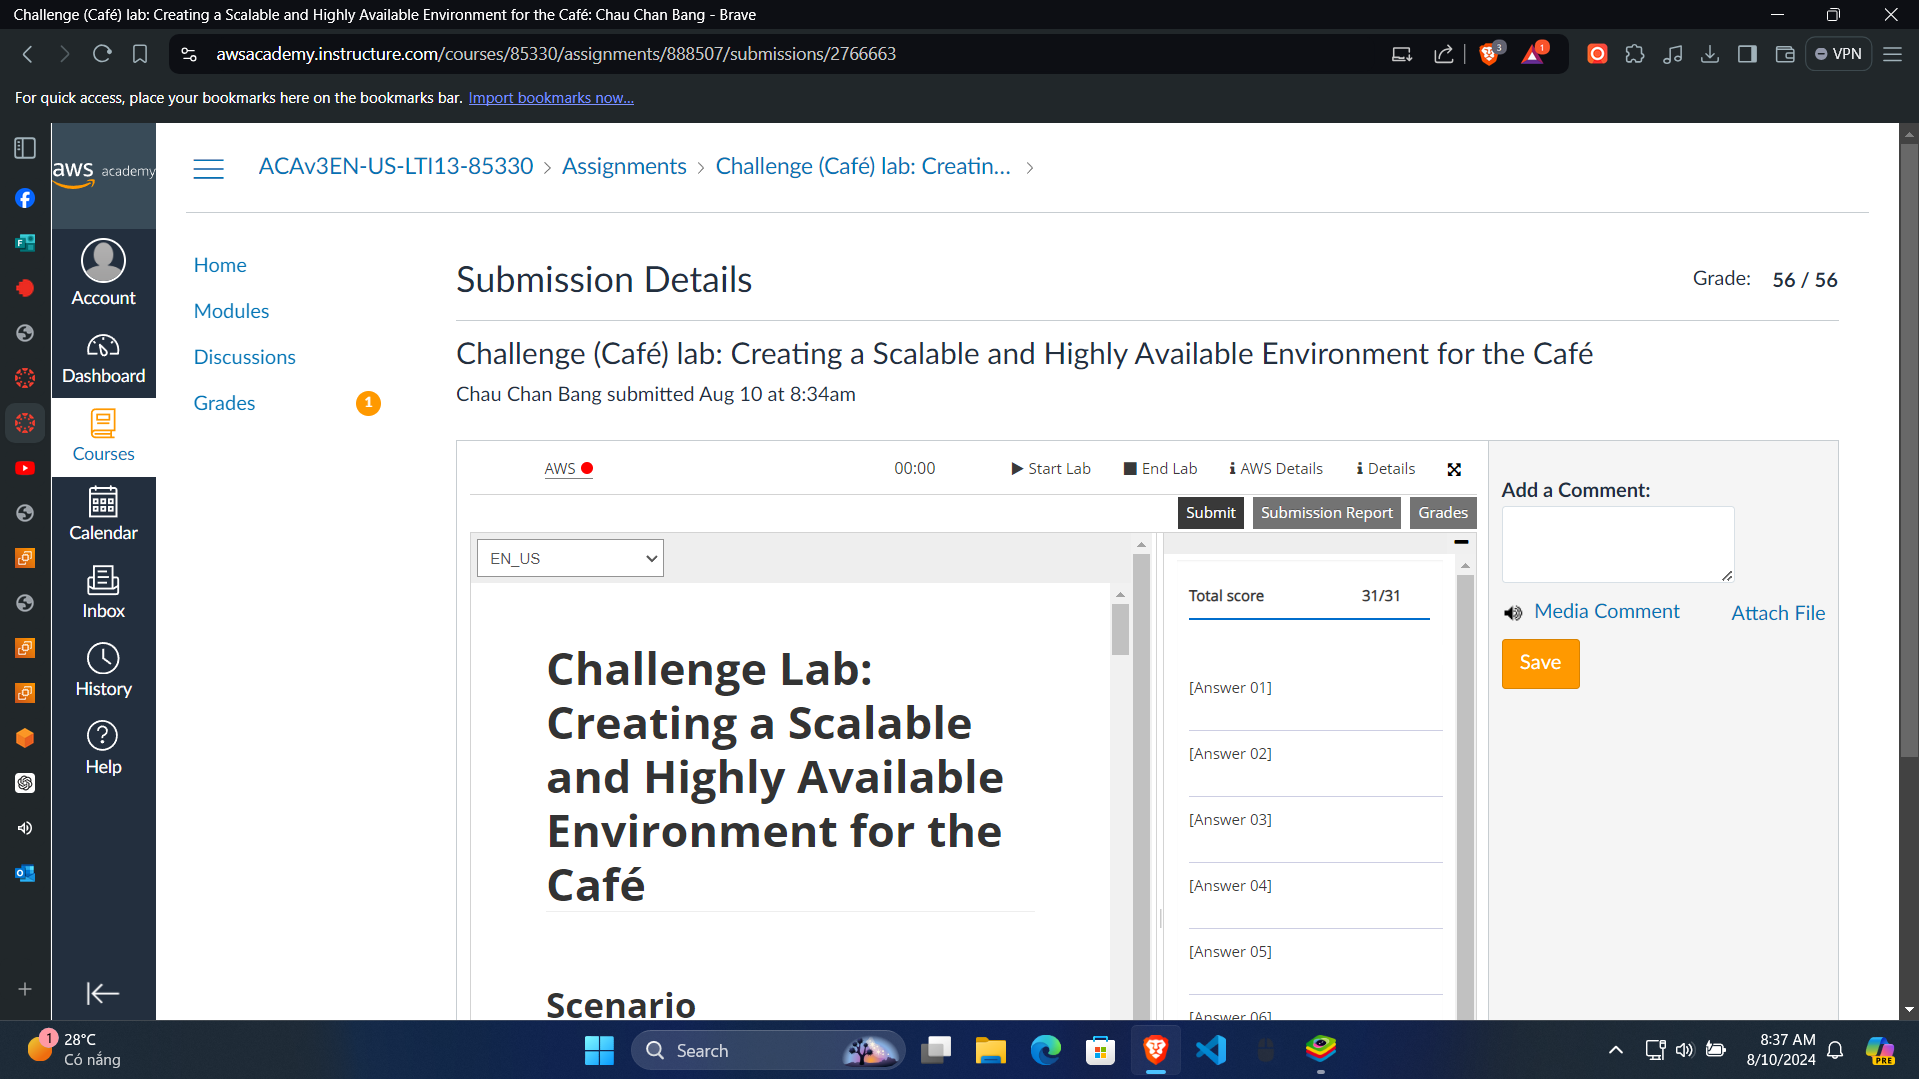 Challenge (Café) lab: Creating a Scalable and Highly Available Environment for the Café: Chau Chan Bang - Brave
awsacademy.instructure.com/courses/85330/assignments/888507/submissions/2766663
3
1
VPN
For quick access, place your bookmarks here on the bookmarks bar. Import bookmarks now...
aws academy
ACAv3EN-US-LTI13-85330 > Assignments > Challenge (Café) lab: Creatin... >
Account
Dashboard
Courses
Calendar
Inbox
History
Help
Home
Modules
Discussions
Grades 1
Submission Details
Grade: 56 / 56
Challenge (Café) lab: Creating a Scalable and Highly Available Environment for the Café
Chau Chan Bang submitted Aug 10 at 8:34am
AWS
00:00
Start Lab
End Lab
AWS Details
Details
Submit
Submission Report
Grades
EN_US
Challenge Lab:
Creating a Scalable
and Highly Available
Environment for the
Café
Scenario
Total score 31/31
[Answer 01]
[Answer 02]
[Answer 03]
[Answer 04]
[Answer 05]
[Answer 06]
Add a Comment:
Media Comment
Attach File
Save
1
28°C
Có nắng
Search
8:37 AM
8/10/2024
PRE